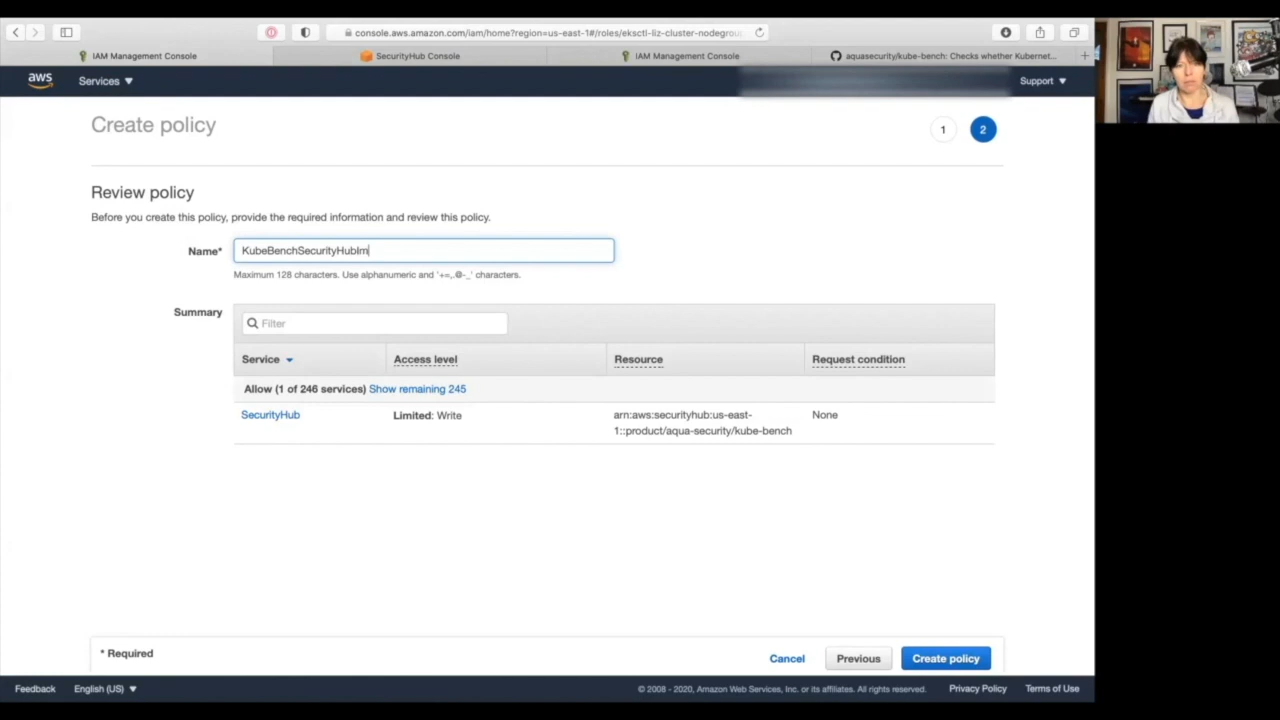 console.aws.amazon.com/iam/home?region=us-east-1#/roles/eksctl-liz-cluster-nodegrou
IAM Management Console
SecurityHub Console
IAM Management Console
aquasecurity/kube-bench: Checks whether Kubernet...
aws
Services
Support
Create policy
1
2
Review policy
Before you create this policy, provide the required information and review this policy.
Name*
KubeBenchSecurityHubIm
Maximum 128 characters. Use alphanumeric and '+=,.@-_' characters.
Summary
Filter
Service
Access level
Resource
Request condition
Allow (1 of 246 services) Show remaining 245
SecurityHub
Limited: Write
arn:aws:securityhub:us-east-
1::product/aqua-security/kube-bench
None
* Required
Cancel
Previous
Create policy
Feedback
English (US)
© 2008 - 2020, Amazon Web Services, Inc. or its affiliates. All rights reserved.
Privacy Policy
Terms of Use